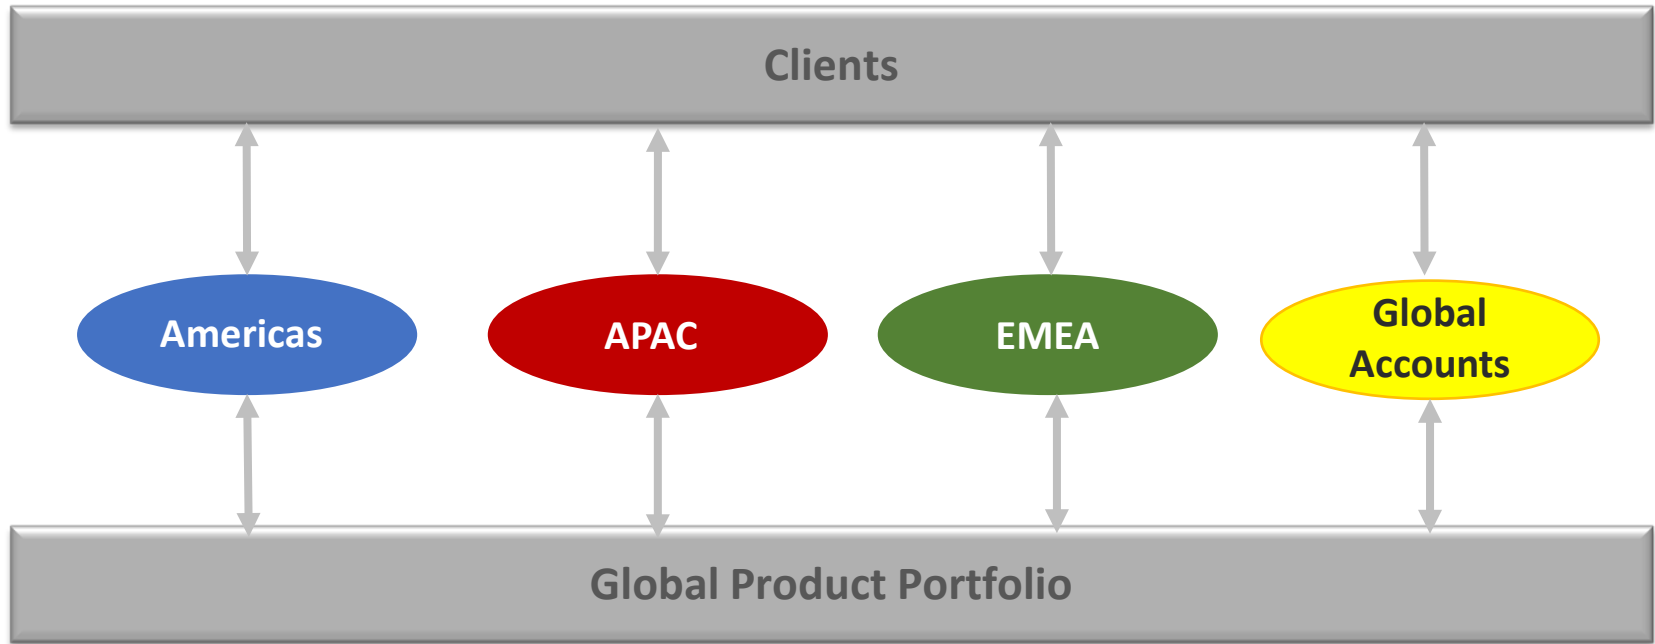 Clients
Americas
APAC
EMEA
Global
Accounts
Global Product Portfolio